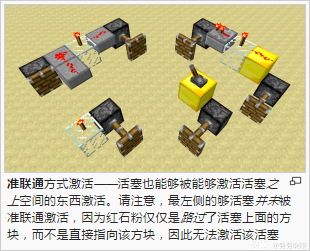 准联通方式激活——活塞也能够被能够激活活塞之
上空间的东西激活。请注意，最左侧的够活塞并未被
准联通激活，因为红石粉仅仅是路过了活塞上面的方
块，而不是直接指向该方块，因此无法激活该活塞